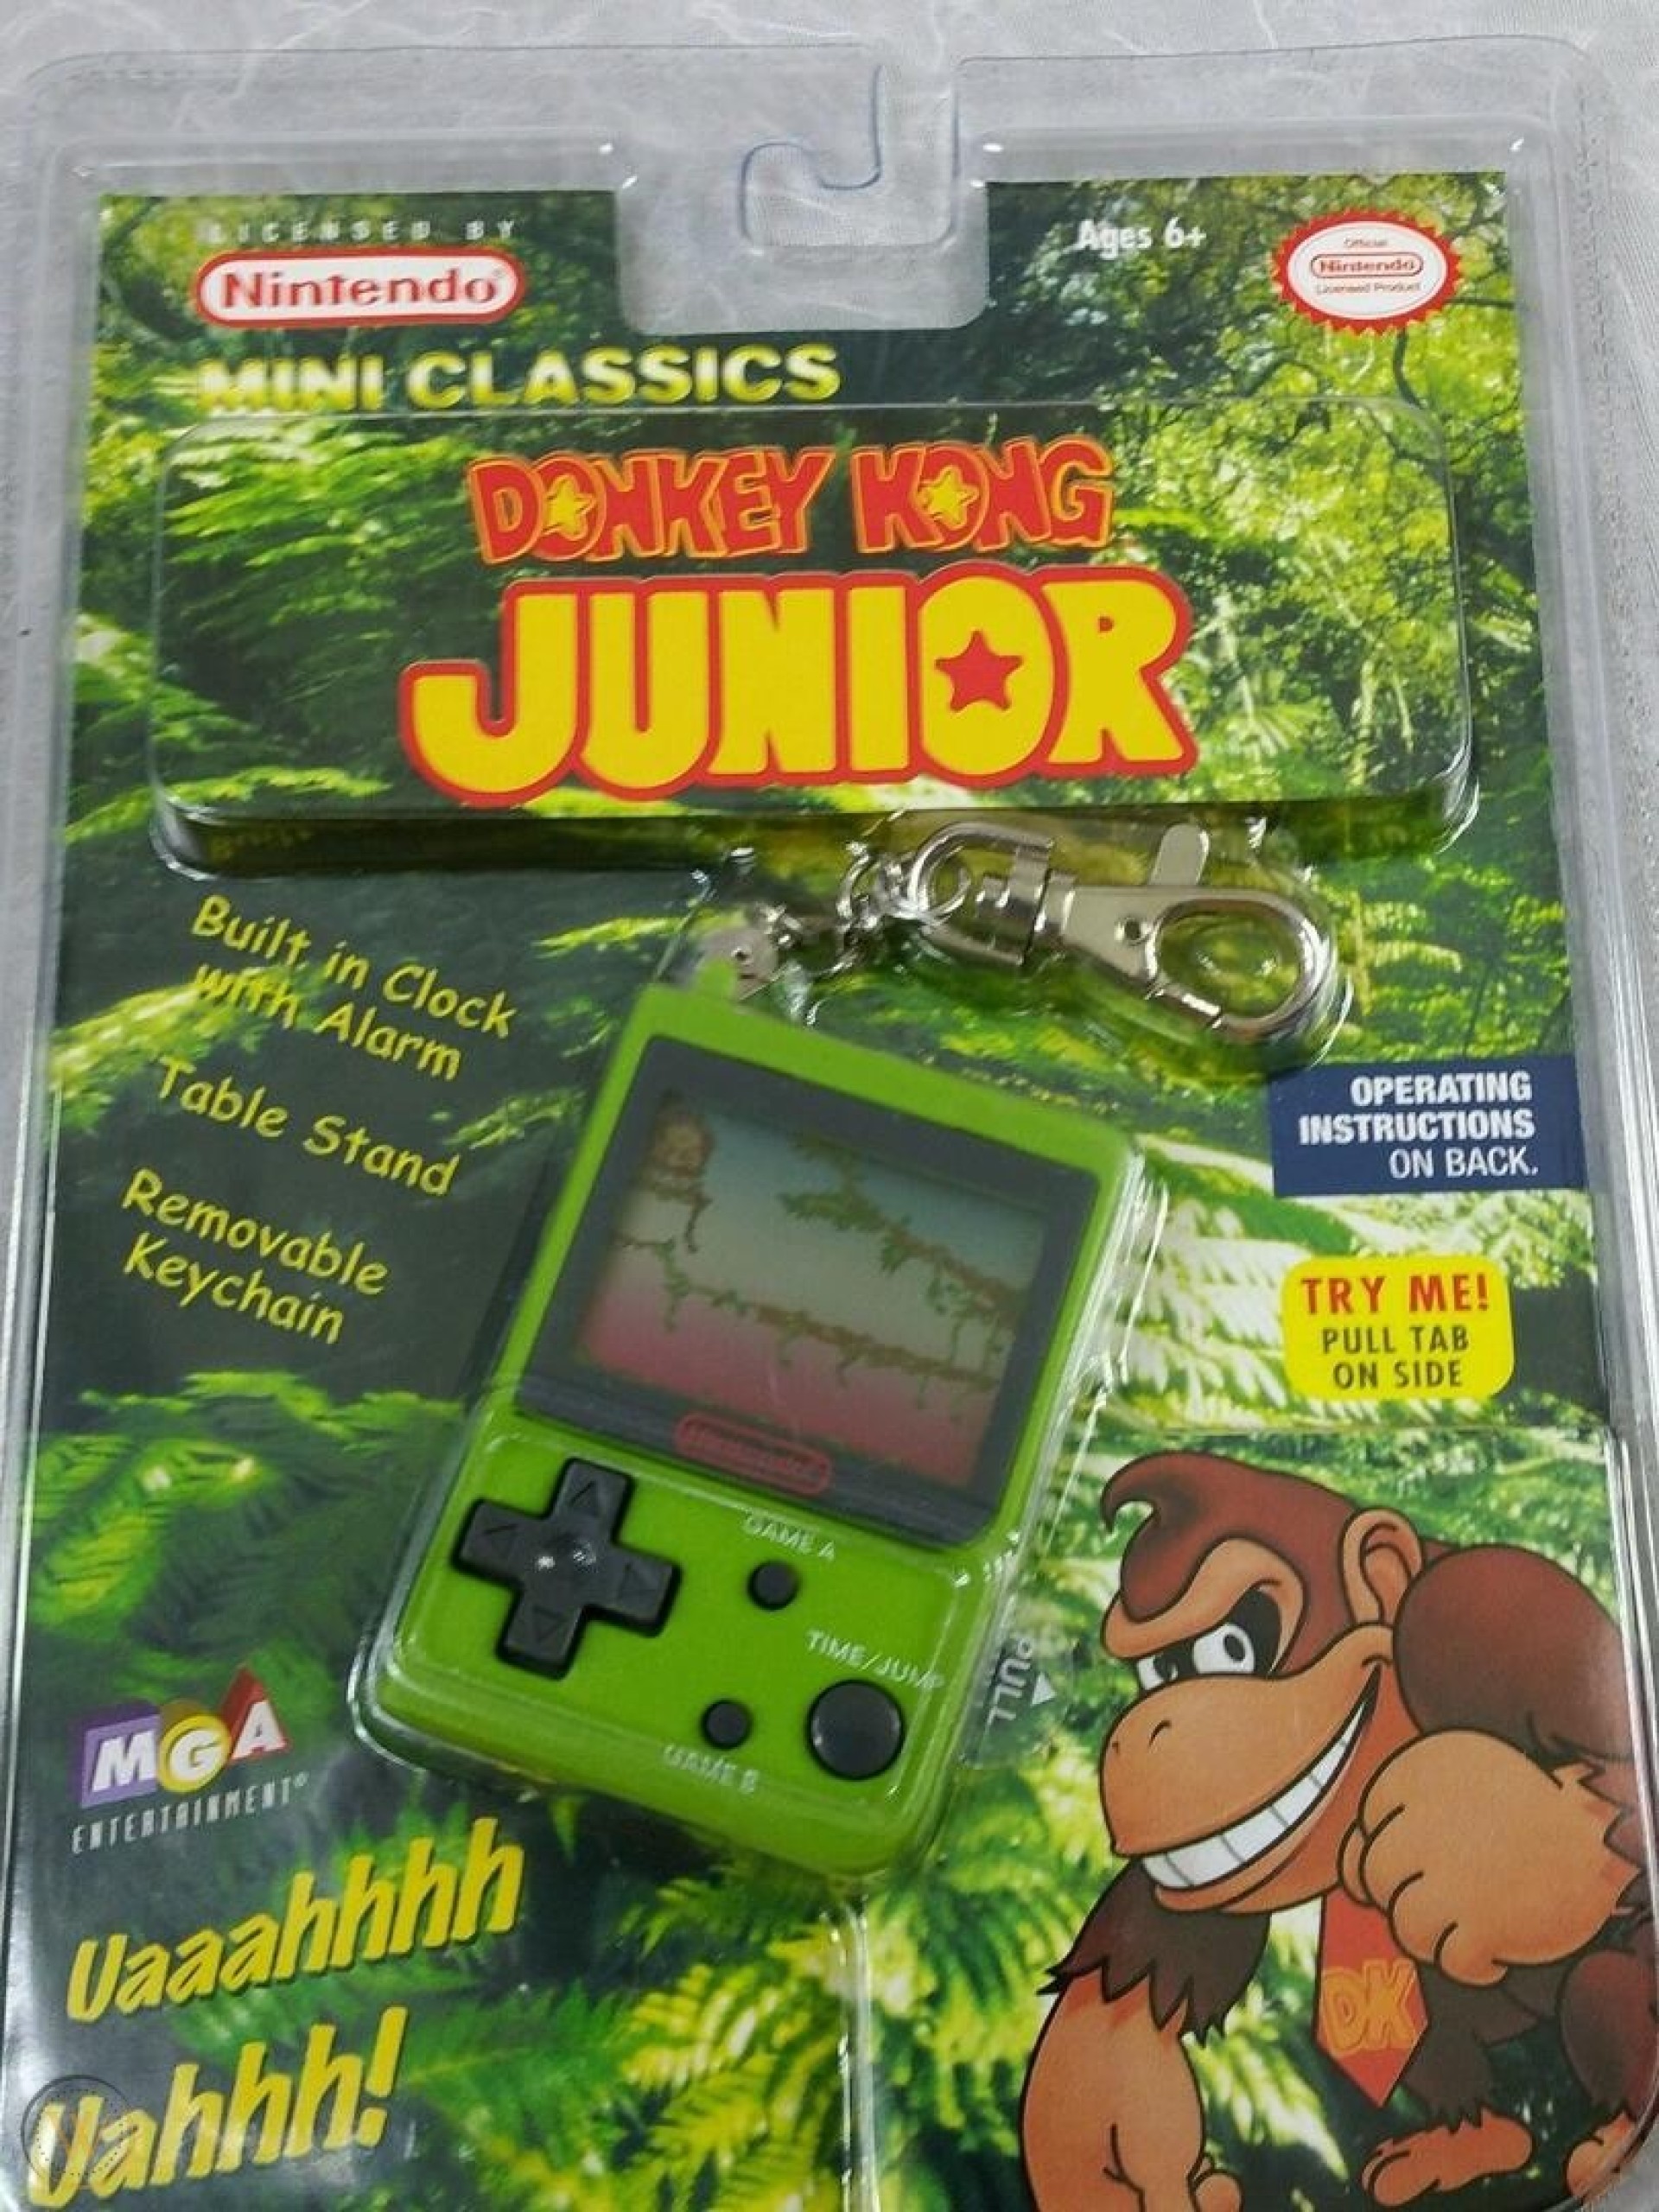 LICENSED BY
Nintendo®
Ages 6+
Official
Nintendo
Licensed Product
MINI CLASSICS
DONKEY KONG
JUNIOR
Built in Clock
with Alarm
Table Stand
Removable
Keychain
OPERATING
INSTRUCTIONS
ON BACK.
TRY ME!
PULL TAB
ON SIDE
Nintendo
GAME A
TIME/JUMP
GAME B
PULL
MGA
ENTERTAINMENT®
Uaaahhhh
Uahhh!
DK